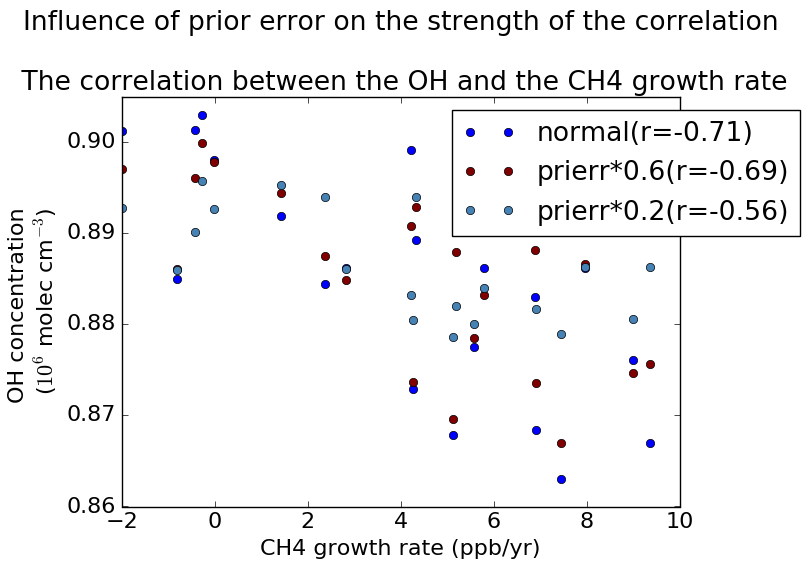 Influence of prior error on the strength of the correlation
The correlation between the OH and the CH4 growth rate
normal(r=-0.71)
prierr*0.6(r=-0.69)
prierr*0.2(r=-0.56)
0.90
0.89
0.88
0.87
0.86
OH concentration
(10⁶ molec cm⁻³)
−2 0 2 4 6 8 10
CH4 growth rate (ppb/yr)